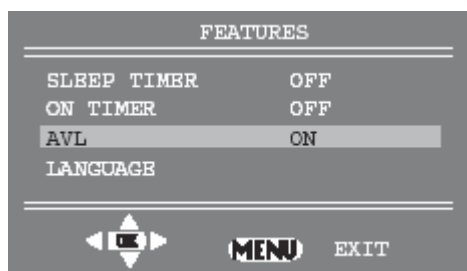 FEATURES
SLEEP TIMER OFF
ON TIMER OFF
AVL ON
LANGUAGE
OK MENU EXIT